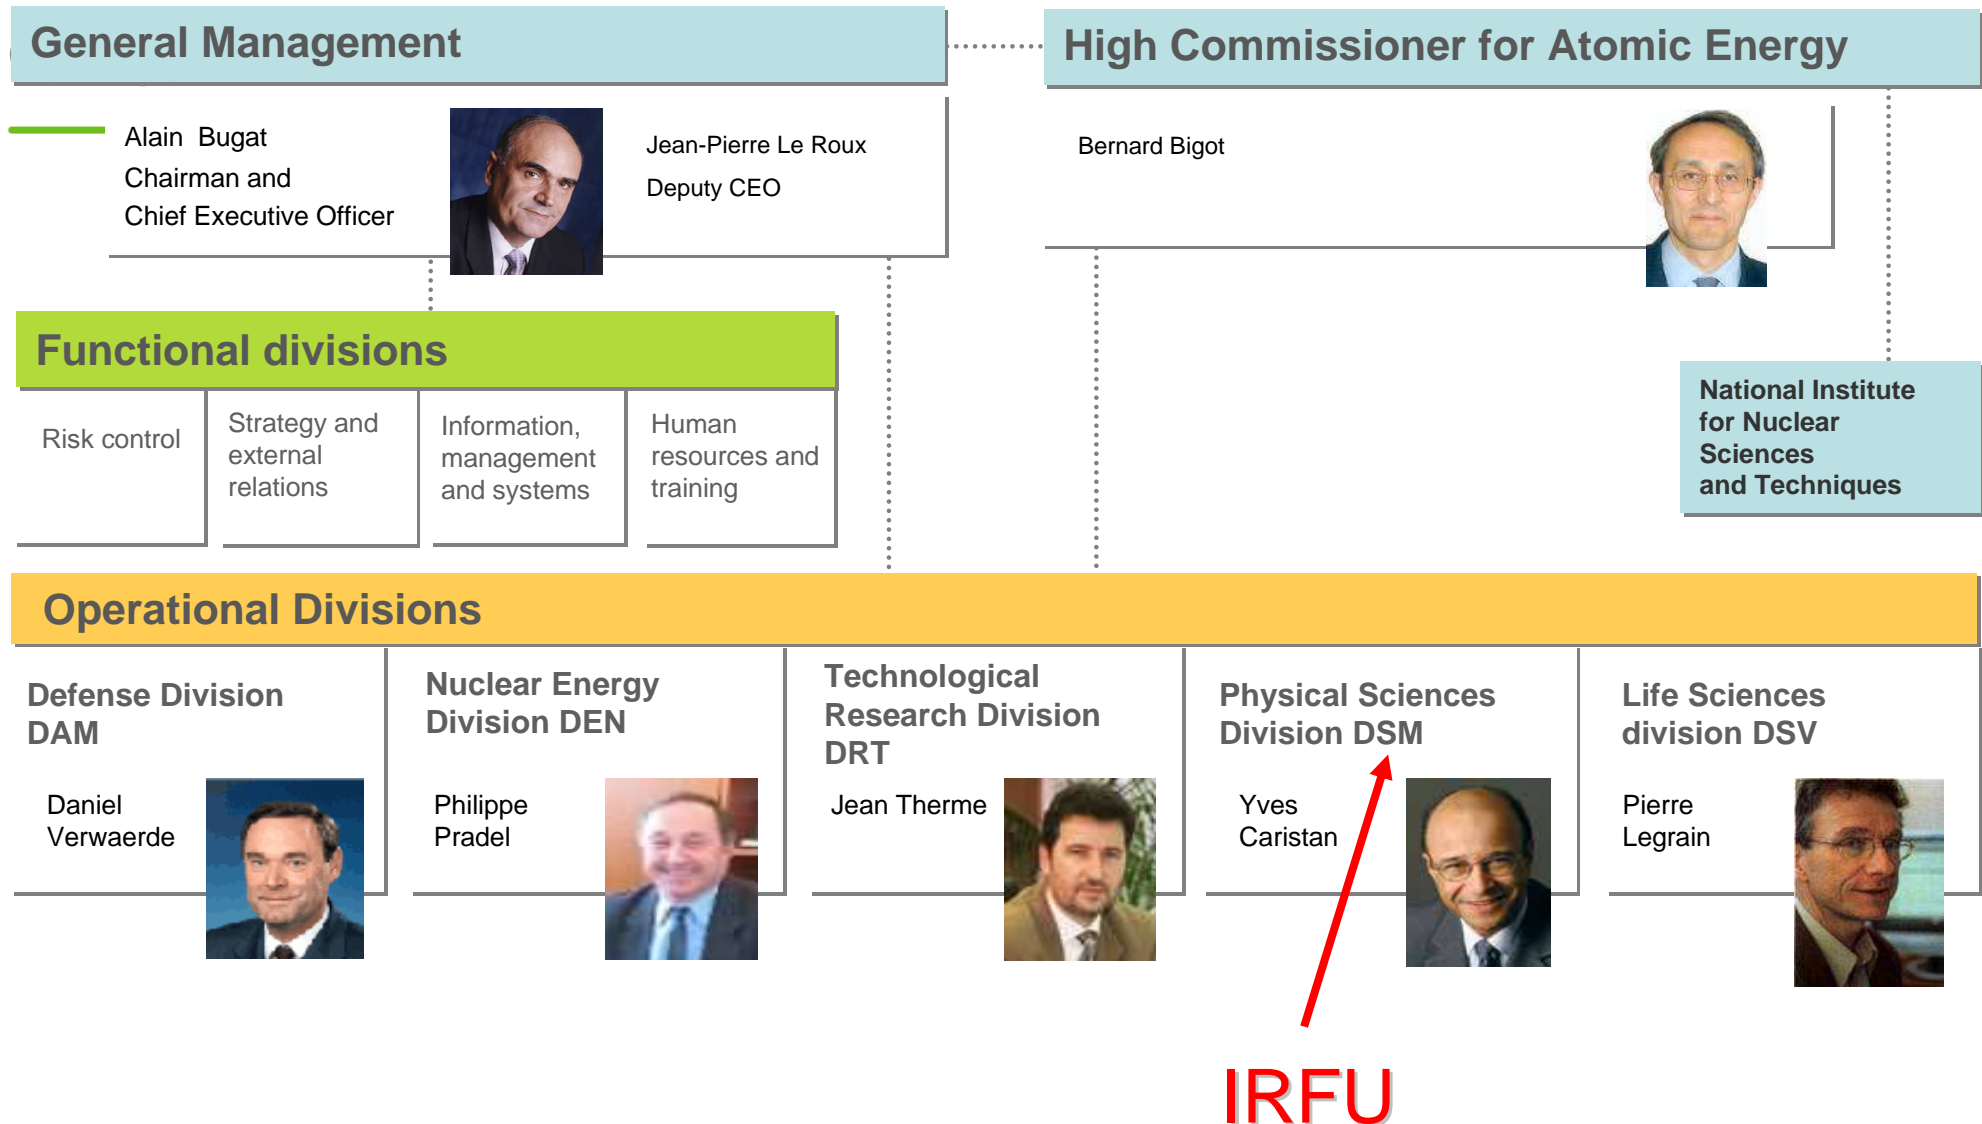 General Management
High Commissioner for Atomic Energy
Alain Bugat
Chairman and
Chief Executive Officer
Jean-Pierre Le Roux
Deputy CEO
Bernard Bigot
Functional divisions
Risk control
Strategy and
external
relations
Information,
management
and systems
Human
resources and
training
National Institute
for Nuclear
Sciences
and Techniques
Operational Divisions
Defense Division
DAM
Daniel
Verwaerde
Nuclear Energy
Division DEN
Philippe
Pradel
Technological
Research Division
DRT
Jean Therme
Physical Sciences
Division DSM
Yves
Caristan
Life Sciences
division DSV
Pierre
Legrain
IRFU